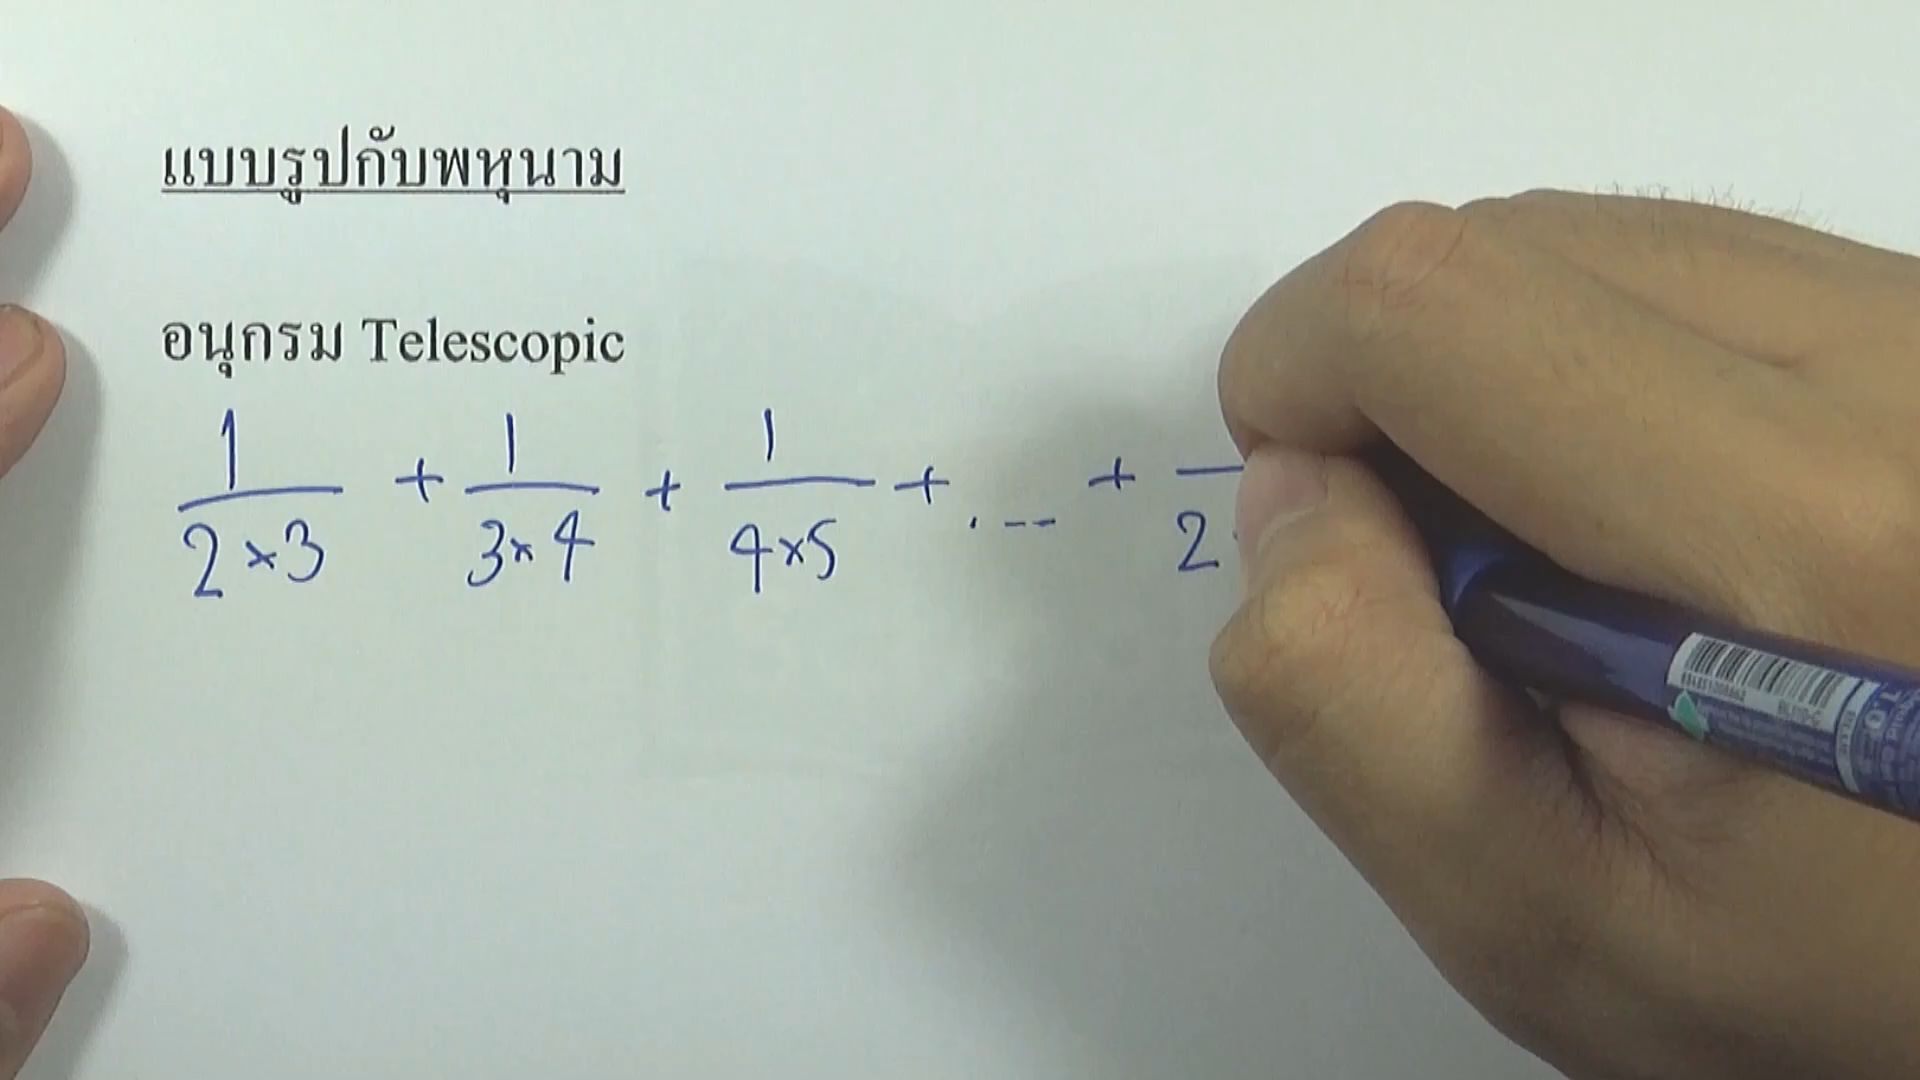 แบบรูปกับพหุนาม
อนุกรม Telescopic
1/(2×3) + 1/(3×4) + 1/(4×5) + ... + /2